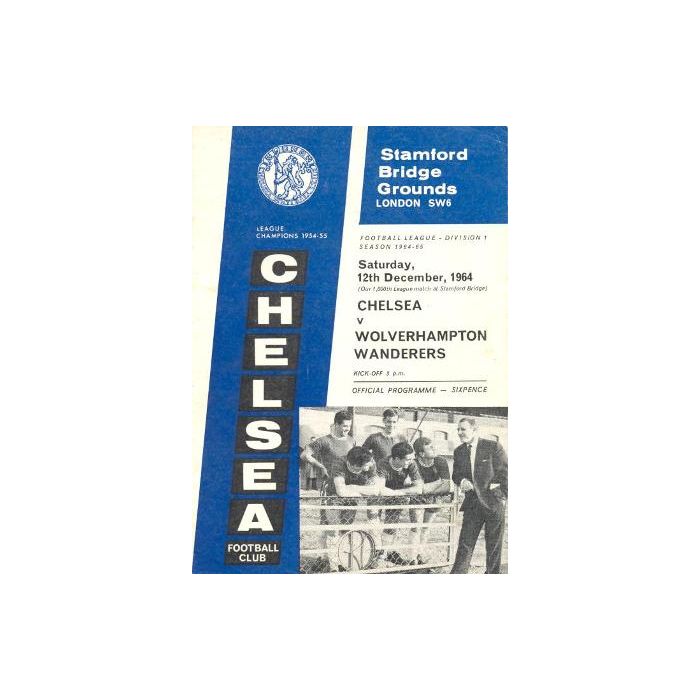 LEAGUE
CHAMPIONS 1954-55
CHELSEA
FOOTBALL
CLUB
Stamford
Bridge
Grounds
LONDON SW6
FOOTBALL LEAGUE - DIVISION 1
SEASON 1964-65
Saturday,
12th December, 1964
(Our 1,000th League match at Stamford Bridge)
CHELSEA
v
WOLVERHAMPTON
WANDERERS
KICK-OFF 3 p.m.
OFFICIAL PROGRAMME — SIXPENCE